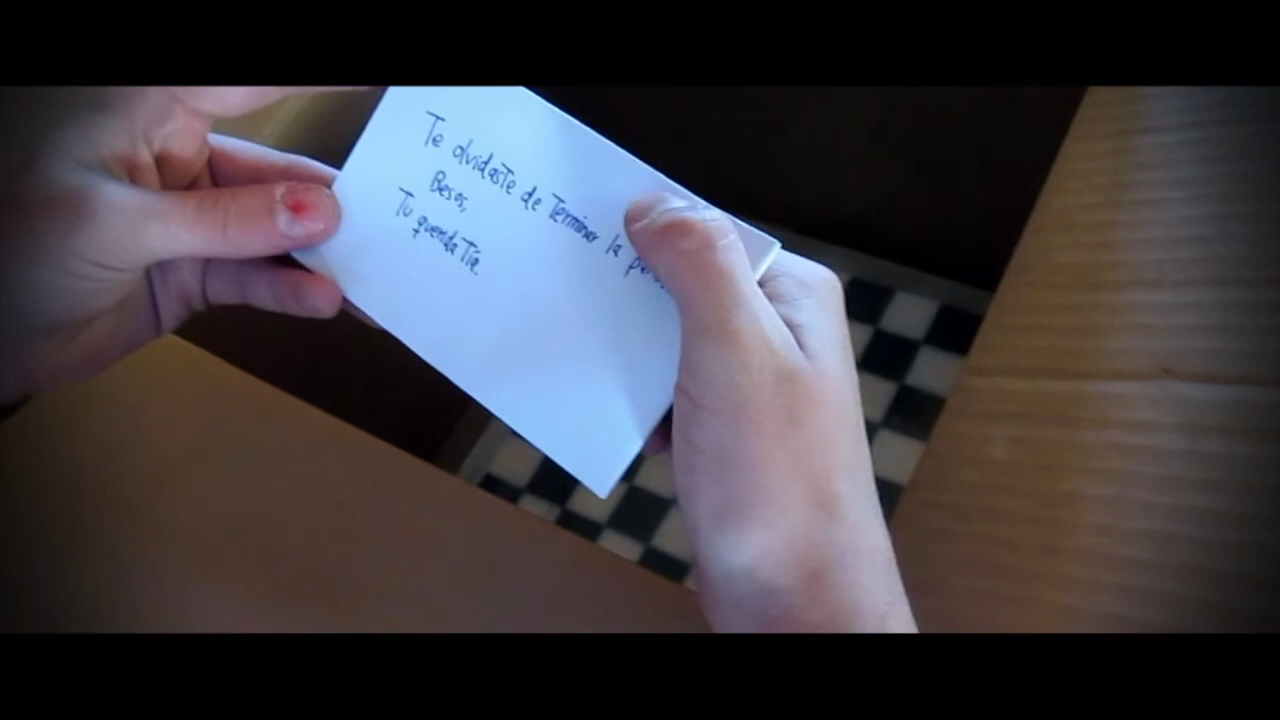 Te olvidaste de Terminar la
Besos,
Tu querida Tía.